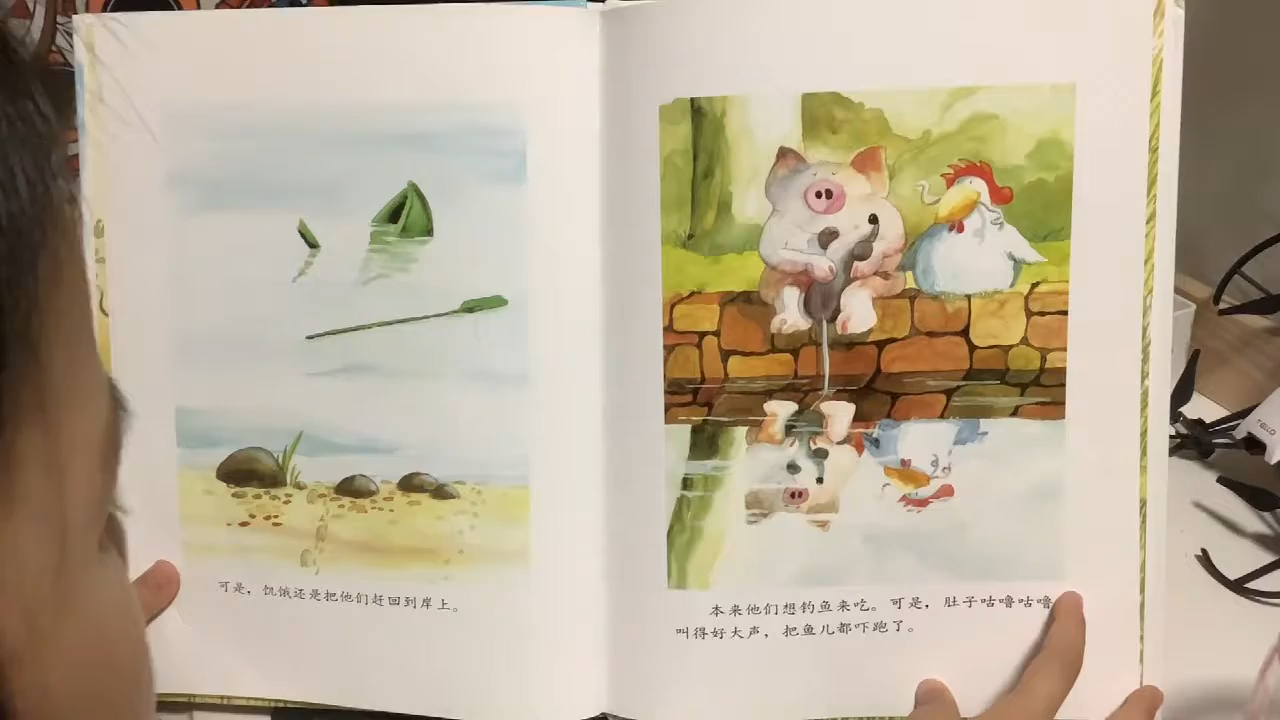 可是，饥饿还是把他们赶回到岸上。
本来他们想钓鱼来吃。可是，肚子咕噜咕噜
叫得好大声，把鱼儿都吓跑了。
TELLO